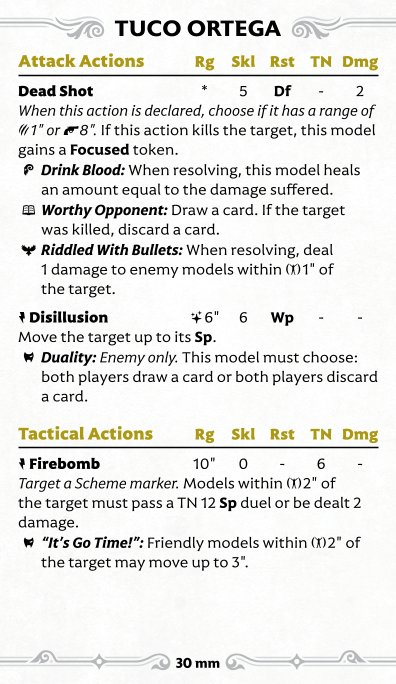 TUCO ORTEGA
Attack Actions Rg Skl Rst TN Dmg
Dead Shot * 5 Df - 2
When this action is declared, choose if it has a range of
1" or 8". If this action kills the target, this model
gains a Focused token.
Drink Blood: When resolving, this model heals
an amount equal to the damage suffered.
Worthy Opponent: Draw a card. If the target
was killed, discard a card.
Riddled With Bullets: When resolving, deal
1 damage to enemy models within 1" of
the target.
Disillusion 6" 6 Wp - -
Move the target up to its Sp.
Duality: Enemy only. This model must choose:
both players draw a card or both players discard
a card.
Tactical Actions Rg Skl Rst TN Dmg
Firebomb 10" 0 - 6 -
Target a Scheme marker. Models within 2" of
the target must pass a TN 12 Sp duel or be dealt 2
damage.
"It's Go Time!": Friendly models within 2" of
the target may move up to 3".
30 mm